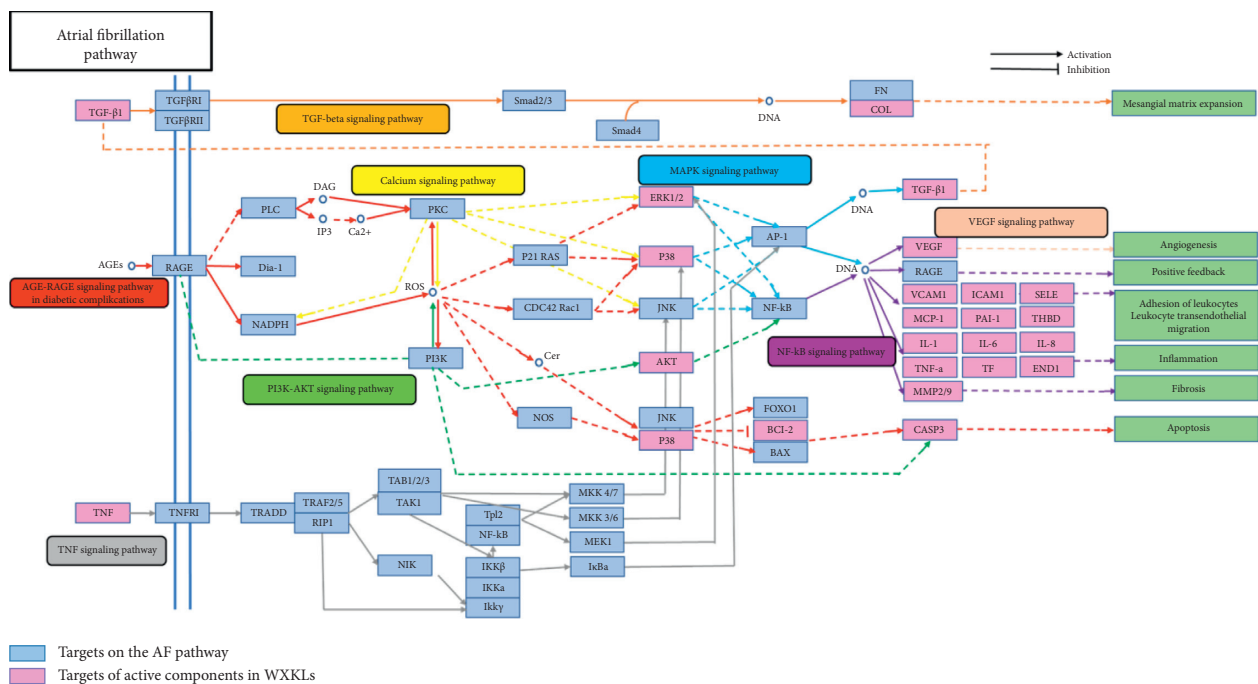 Atrial fibrillation
pathway
Activation
Inhibition
TGF-β1
TGFβRI
TGFβRII
TGF-beta signaling pathway
Smad2/3
Smad4
DNA
FN
COL
Mesangial matrix expansion
Calcium signaling pathway
MAPK signaling pathway
DAG
PLC
IP3
Ca2+
PKC
ERK1/2
TGF-β1
DNA
VEGF signaling pathway
AGEs
RAGE
Dia-1
P21 RAS
P38
AP-1
DNA
VEGF
Angiogenesis
RAGE
Positive feedback
AGE-RAGE signaling pathway
in diabetic complikcations
ROS
NADPH
CDC42 Rac1
JNK
NF-kB
VCAM1
ICAM1
SELE
Adhesion of leukocytes
Leukocyte transendothelial
migration
MCP-1
PAI-1
THBD
NF-kB signaling pathway
IL-1
IL-6
IL-8
PI3K
Cer
AKT
TNF-a
TF
END1
Inflammation
PI3K-AKT signaling pathway
MMP2/9
Fibrosis
NOS
JNK
P38
FOXO1
BCI-2
BAX
CASP3
Apoptosis
TNF
TNFRI
TRADD
TRAF2/5
RIP1
TAB1/2/3
TAK1
Tpl2
NF-kB
MKK 4/7
MKK 3/6
MEK1
TNF signaling pathway
NIK
IKKβ
IKKa
Ikkγ
IκBa
Targets on the AF pathway
Targets of active components in WXKLs